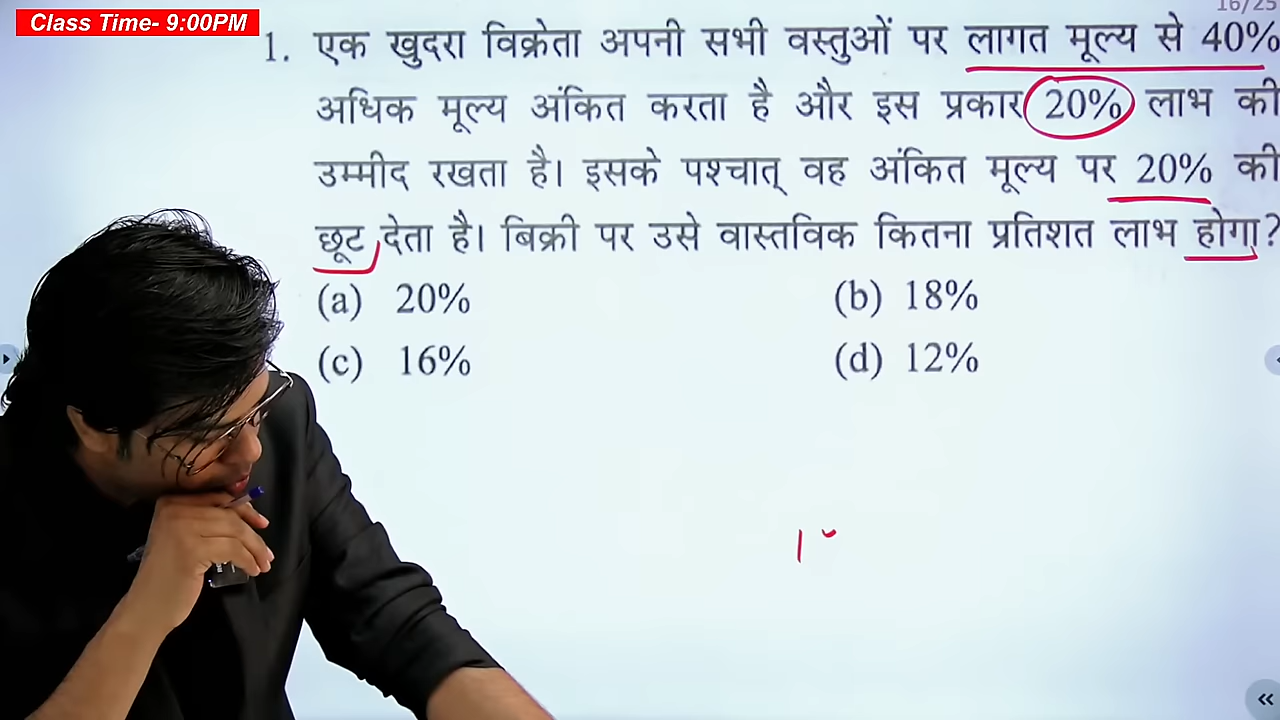 Class Time- 9:00PM
16/25
1. एक खुदरा विक्रेता अपनी सभी वस्तुओं पर लागत मूल्य से 40%
अधिक मूल्य अंकित करता है और इस प्रकार 20% लाभ की
उम्मीद रखता है। इसके पश्चात् वह अंकित मूल्य पर 20% की
छूट देता है। बिक्री पर उसे वास्तविक कितना प्रतिशत लाभ होगा?
(a) 20% (b) 18%
(c) 16% (d) 12%